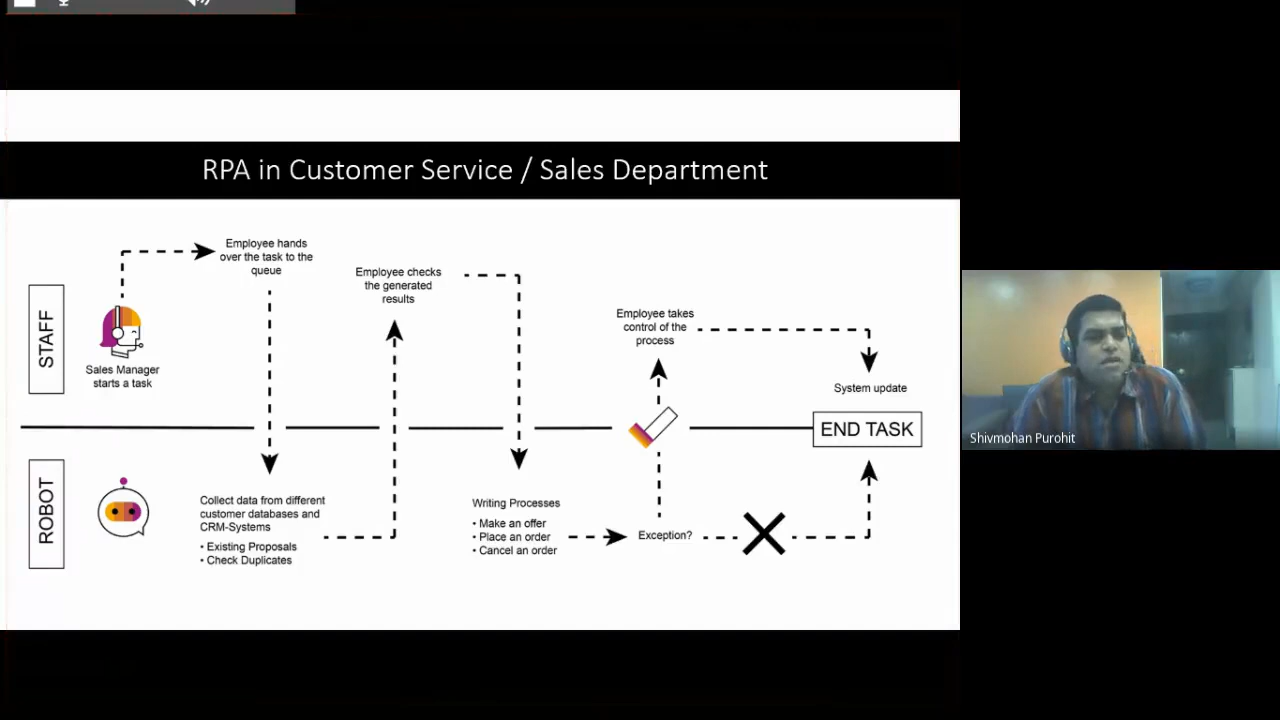 RPA in Customer Service / Sales Department
STAFF
Sales Manager
starts a task
Employee hands
over the task to the
queue
Employee checks
the generated
results
Employee takes
control of the
process
System update
END TASK
ROBOT
Collect data from different
customer databases and
CRM-Systems
• Existing Proposals
• Check Duplicates
Writing Processes
• Make an offer
• Place an order
• Cancel an order
Exception?
Shivmohan Purohit